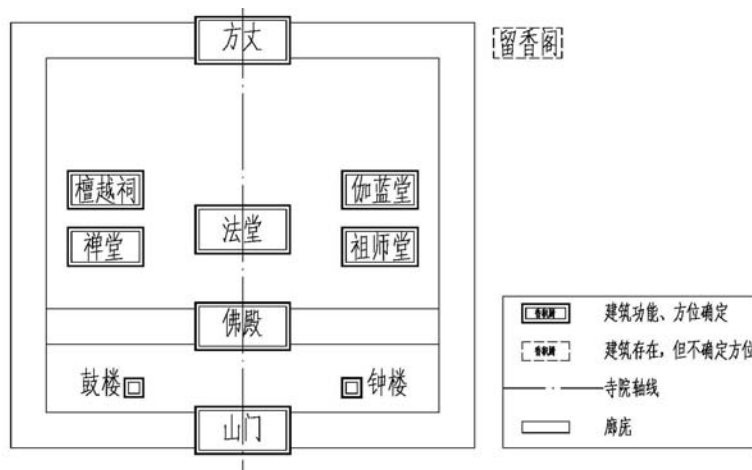 方丈
留香阁
檀越祠
伽蓝堂
法堂
禅堂
祖师堂
佛殿
鼓楼
钟楼
山门
建筑功能、方位确定
建筑存在，但不确定方位
寺院轴线
廊庑